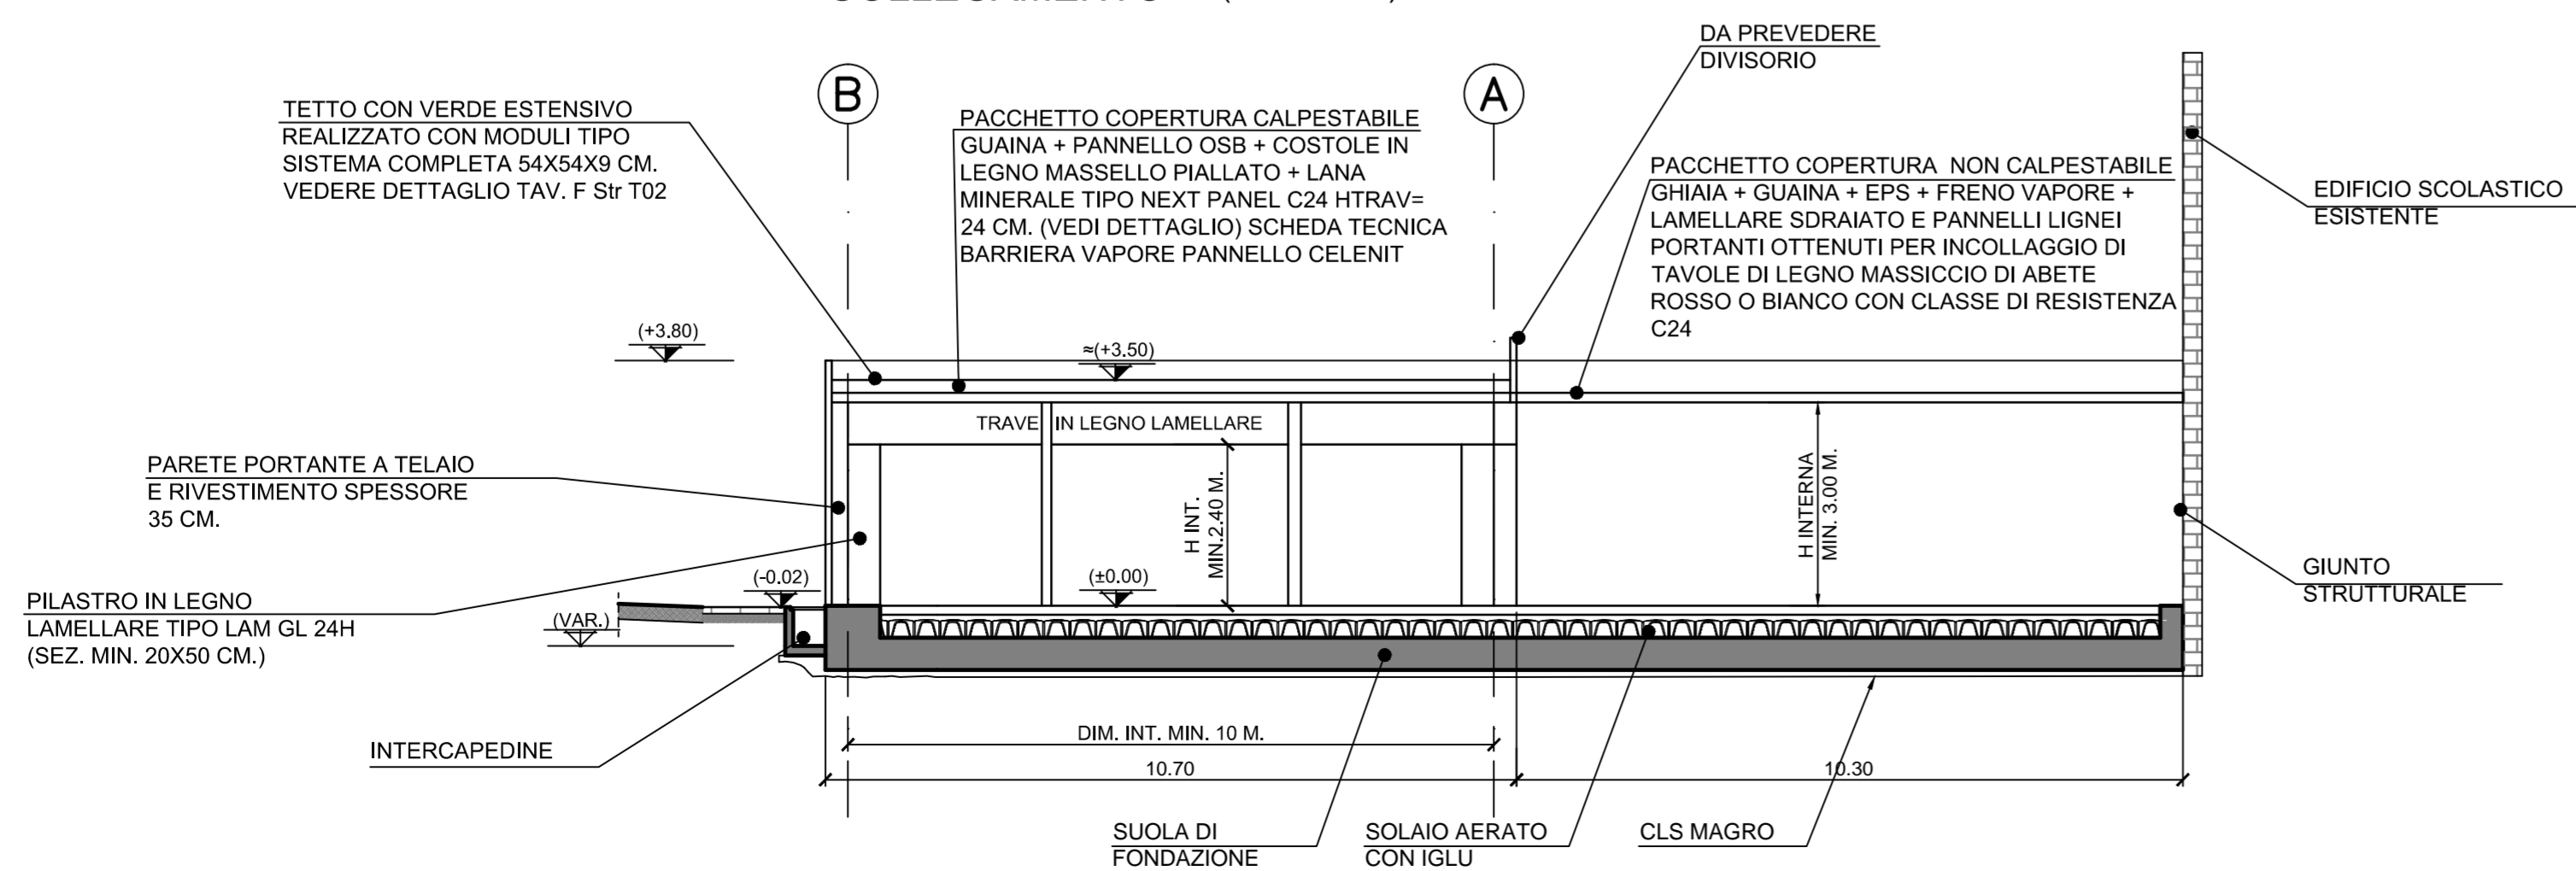 DA PREVEDERE
DIVISORIO
B
A
TETTO CON VERDE ESTENSIVO
REALIZZATO CON MODULI TIPO
SISTEMA COMPLETA 54X54X9 CM.
VEDERE DETTAGLIO TAV. F Str T02
PACCHETTO COPERTURA CALPESTABILE
GUAINA + PANNELLO OSB + COSTOLE IN
LEGNO MASSELLO PIALLATO + LANA
MINERALE TIPO NEXT PANEL C24 HTRAV=
24 CM. (VEDI DETTAGLIO) SCHEDA TECNICA
BARRIERA VAPORE PANNELLO CELENIT
PACCHETTO COPERTURA NON CALPESTABILE
GHIAIA + GUAINA + EPS + FRENO VAPORE +
LAMELLARE SDRAIATO E PANNELLI LIGNEI
PORTANTI OTTENUTI PER INCOLLAGGIO DI
TAVOLE DI LEGNO MASSICCIO DI ABETE
ROSSO O BIANCO CON CLASSE DI RESISTENZA
C24
EDIFICIO SCOLASTICO
ESISTENTE
(+3.80)
≈(+3.50)
TRAVE IN LEGNO LAMELLARE
PARETE PORTANTE A TELAIO
E RIVESTIMENTO SPESSORE
35 CM.
H INT.
MIN.2.40 M.
H INTERNA
MIN. 3.00 M.
(-0.02)
(±0.00)
(VAR.)
PILASTRO IN LEGNO
LAMELLARE TIPO LAM GL 24H
(SEZ. MIN. 20X50 CM.)
GIUNTO
STRUTTURALE
INTERCAPEDINE
DIM. INT. MIN. 10 M.
10.70
10.30
SUOLA DI
FONDAZIONE
SOLAIO AERATO
CON IGLU
CLS MAGRO